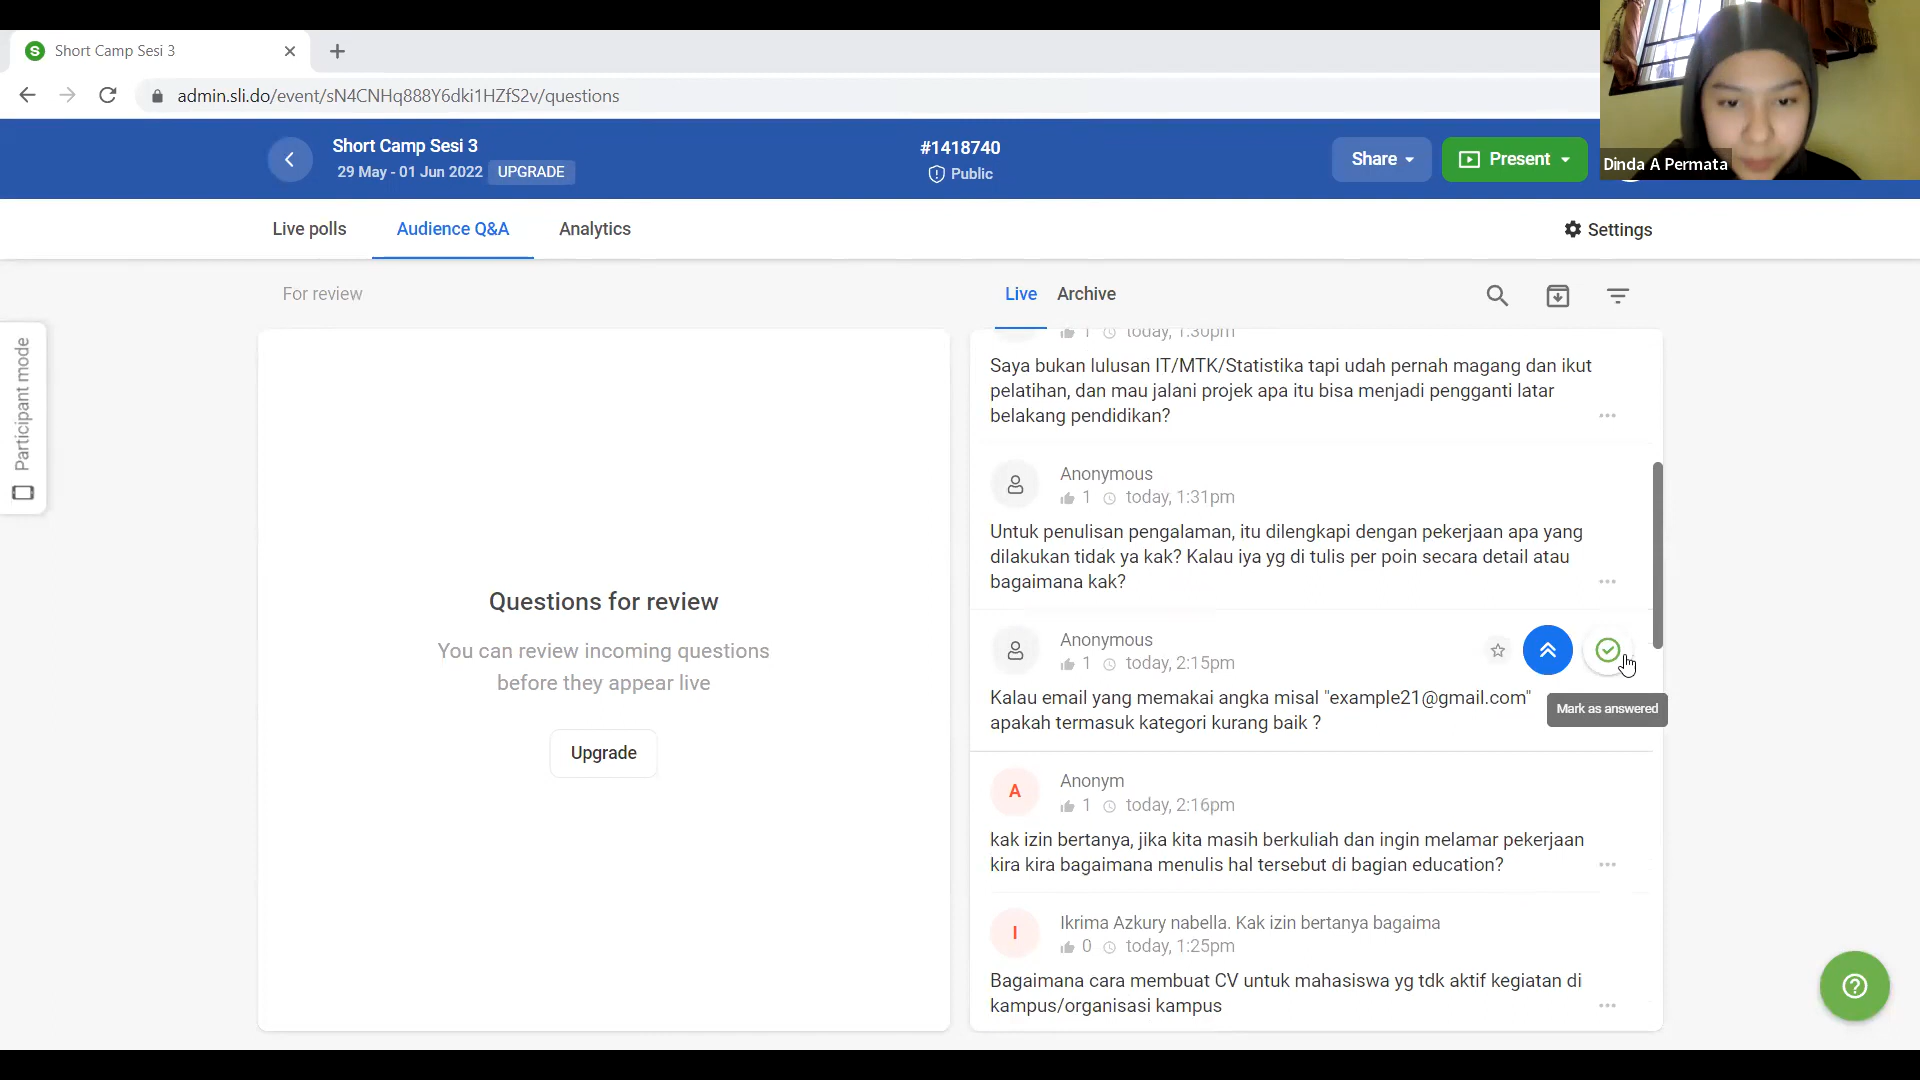 Short Camp Sesi 3
admin.sli.do/event/sN4CNHq888Y6dki1HZfS2v/questions
Dinda A Permata
Short Camp Sesi 3
29 May - 01 Jun 2022 UPGRADE
#1418740
Public
Share
Present
Live polls
Audience Q&A
Analytics
Settings
Participant mode
For review
Questions for review
You can review incoming questions
before they appear live
Upgrade
Live
Archive
1 today, 1:30pm
Saya bukan lulusan IT/MTK/Statistika tapi udah pernah magang dan ikut
pelatihan, dan mau jalani projek apa itu bisa menjadi pengganti latar
belakang pendidikan?
Anonymous
1 today, 1:31pm
Untuk penulisan pengalaman, itu dilengkapi dengan pekerjaan apa yang
dilakukan tidak ya kak? Kalau iya yg di tulis per poin secara detail atau
bagaimana kak?
Anonymous
1 today, 2:15pm
Kalau email yang memakai angka misal "example21@gmail.com"
apakah termasuk kategori kurang baik ?
Mark as answered
A
Anonym
1 today, 2:16pm
kak izin bertanya, jika kita masih berkuliah dan ingin melamar pekerjaan
kira kira bagaimana menulis hal tersebut di bagian education?
I
Ikrima Azkury nabella. Kak izin bertanya bagaima
0 today, 1:25pm
Bagaimana cara membuat CV untuk mahasiswa yg tdk aktif kegiatan di
kampus/organisasi kampus